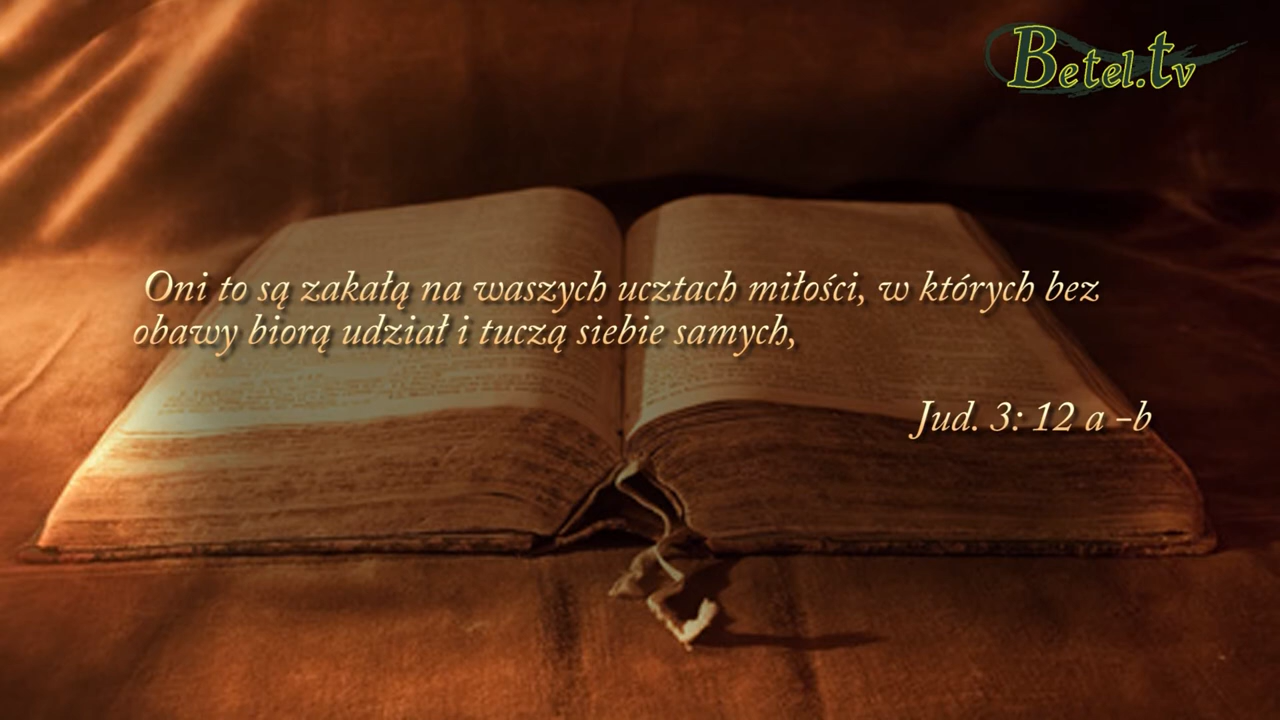 Betel.tv
Oni to są zakałą na waszych ucztach miłości, w których bez
obawy biorą udział i tuczą siebie samych,
Jud. 3: 12 a –b